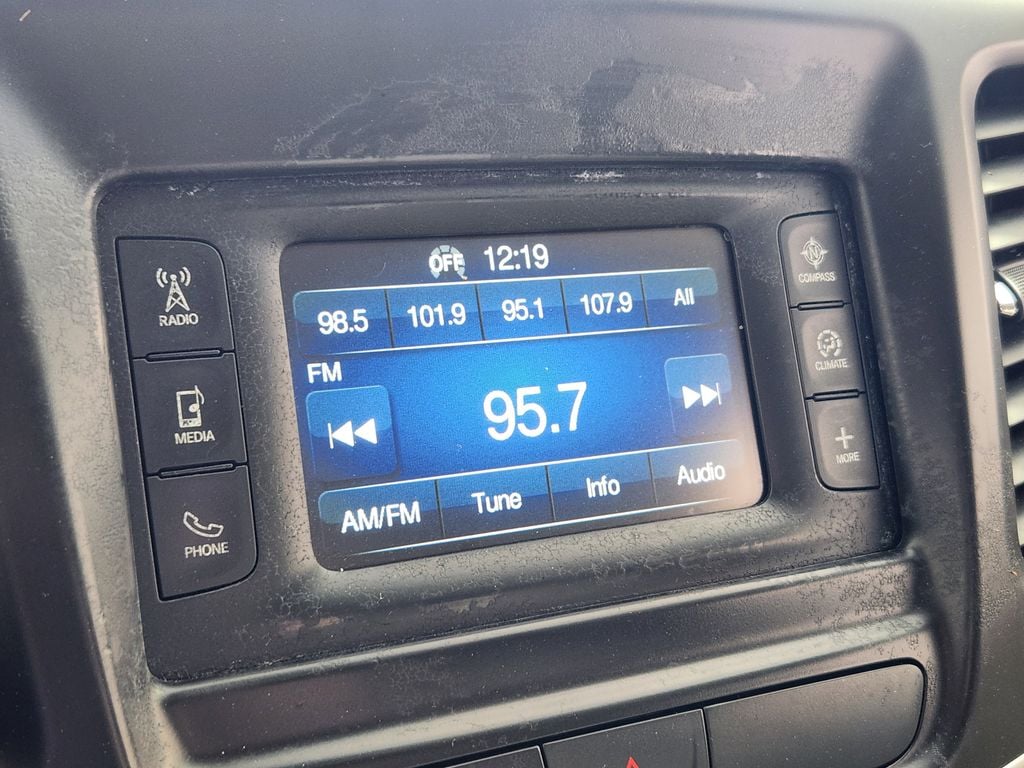 OFF 12:19
98.5 101.9 95.1 107.9 All
FM
95.7
AM/FM Tune Info Audio
RADIO
MEDIA
PHONE
N
COMPASS
CLIMATE
MORE